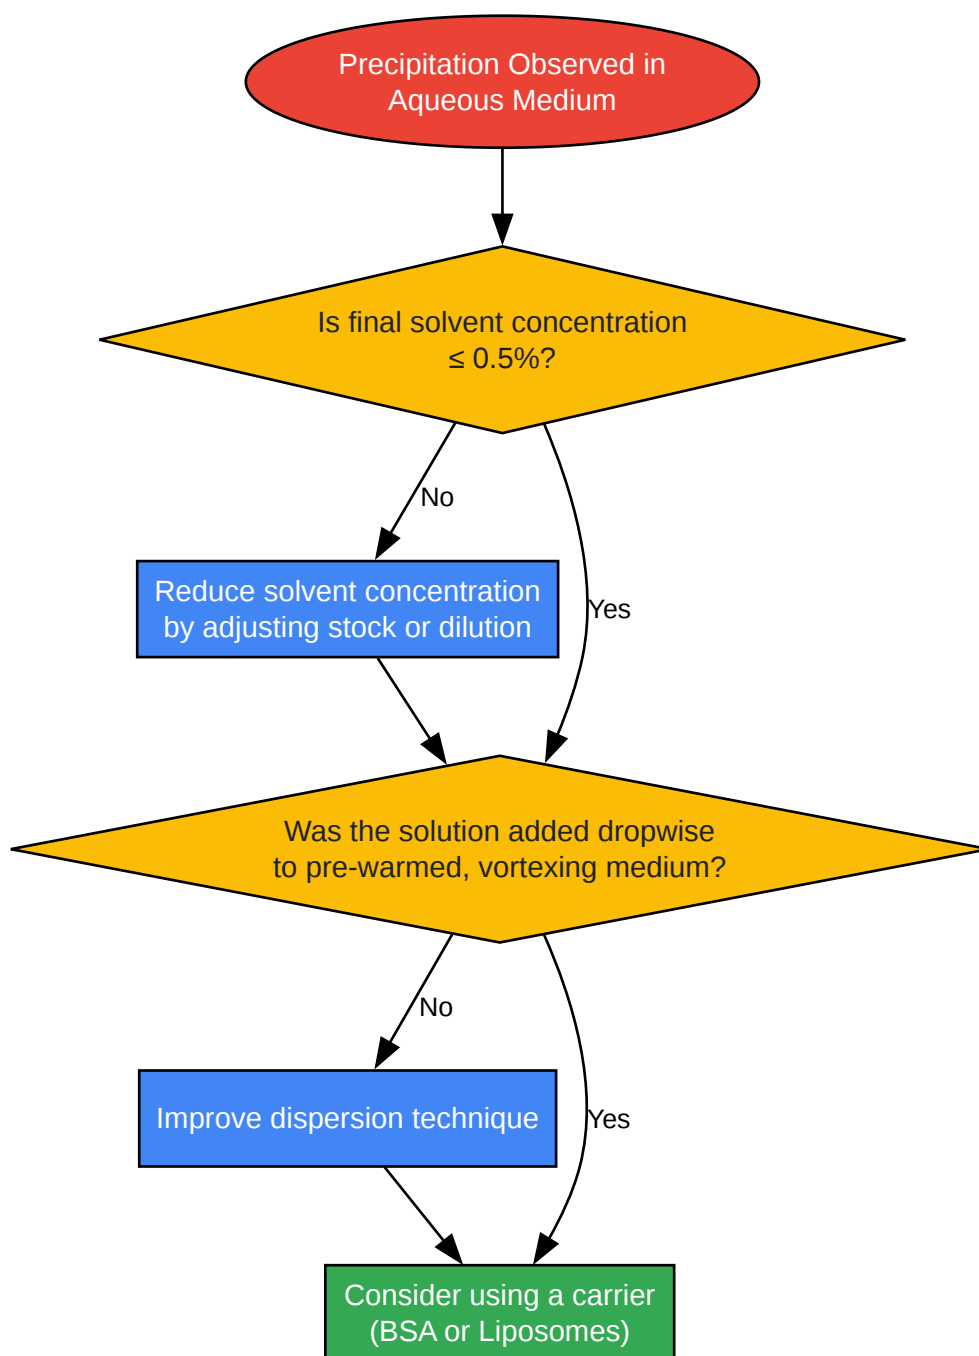 Precipitation Observed in
Aqueous Medium
Is final solvent concentration
≤ 0.5%?
No
Reduce solvent concentration
by adjusting stock or dilution
Yes
Was the solution added dropwise
to pre-warmed, vortexing medium?
No
Improve dispersion technique
Yes
Consider using a carrier
(BSA or Liposomes)